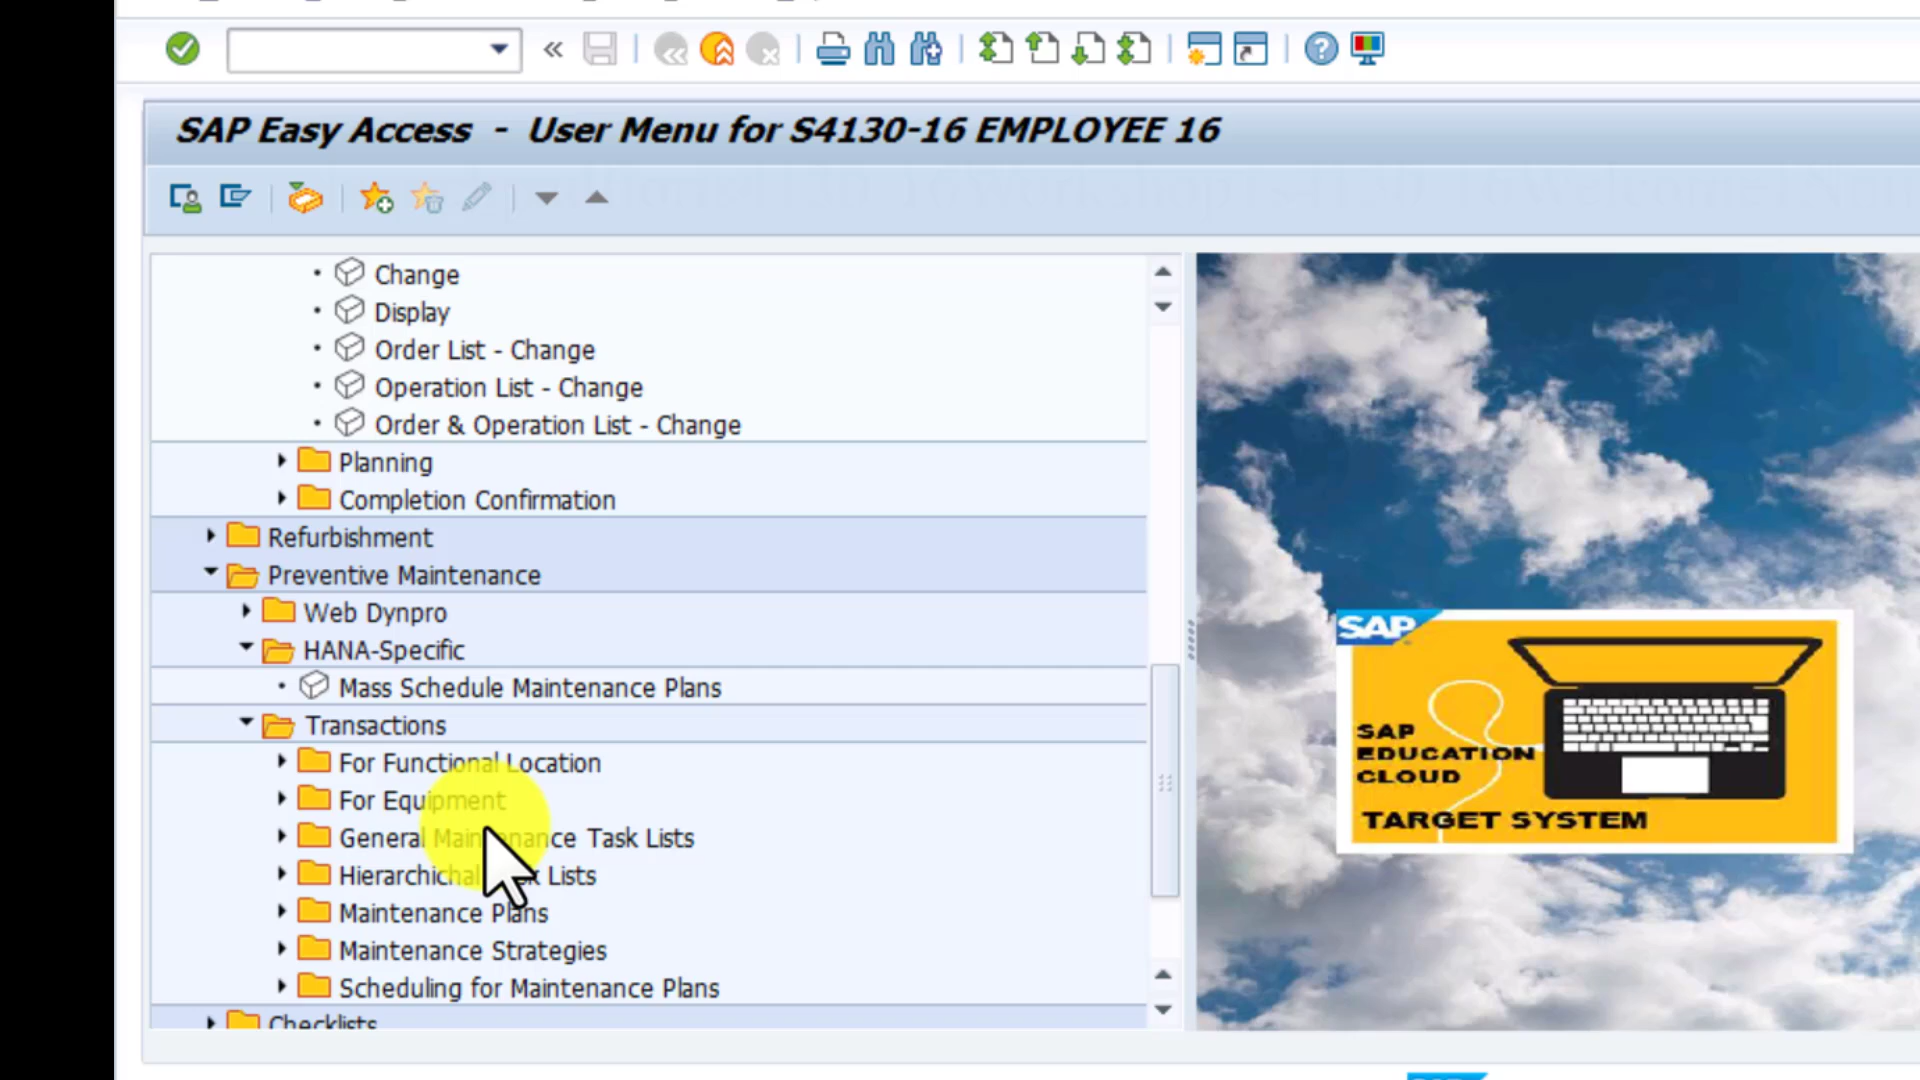 SAP Easy Access - User Menu for S4130-16 EMPLOYEE 16
Change
Display
Order List - Change
Operation List - Change
Order & Operation List - Change
Planning
Completion Confirmation
Refurbishment
Preventive Maintenance
Web Dynpro
HANA-Specific
Mass Schedule Maintenance Plans
Transactions
For Functional Location
For Equipment
General Maintenance Task Lists
Hierarchichal Task Lists
Maintenance Plans
Maintenance Strategies
Scheduling for Maintenance Plans
Checklists
SAP
SAP
EDUCATION
CLOUD
TARGET SYSTEM